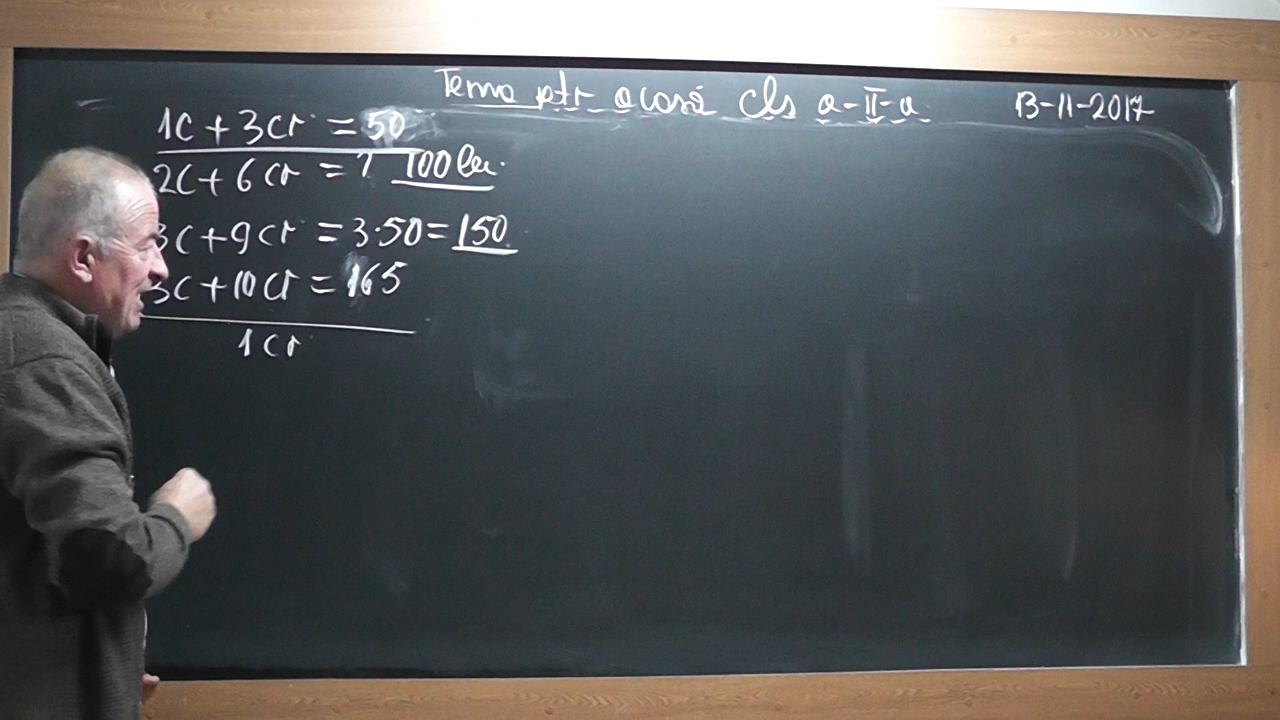 Tema ptr acasă Cls a-II-a. 13-11-2017
1C + 3Cr = 50
2C + 6Cr = ? 100 lei.
3C + 9Cr = 3·50 = 150
3C + 10Cr = 165
1Cr